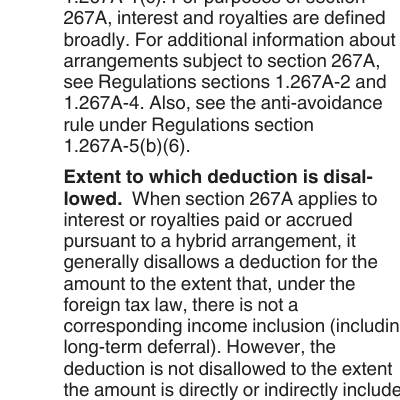 1.267A-1(c). For purposes of section
267A, interest and royalties are defined
broadly. For additional information about
arrangements subject to section 267A,
see Regulations sections 1.267A-2 and
1.267A-4. Also, see the anti-avoidance
rule under Regulations section
1.267A-5(b)(6).
Extent to which deduction is disal-
lowed. When section 267A applies to
interest or royalties paid or accrued
pursuant to a hybrid arrangement, it
generally disallows a deduction for the
amount to the extent that, under the
foreign tax law, there is not a
corresponding income inclusion (includin
long-term deferral). However, the
deduction is not disallowed to the extent
the amount is directly or indirectly include